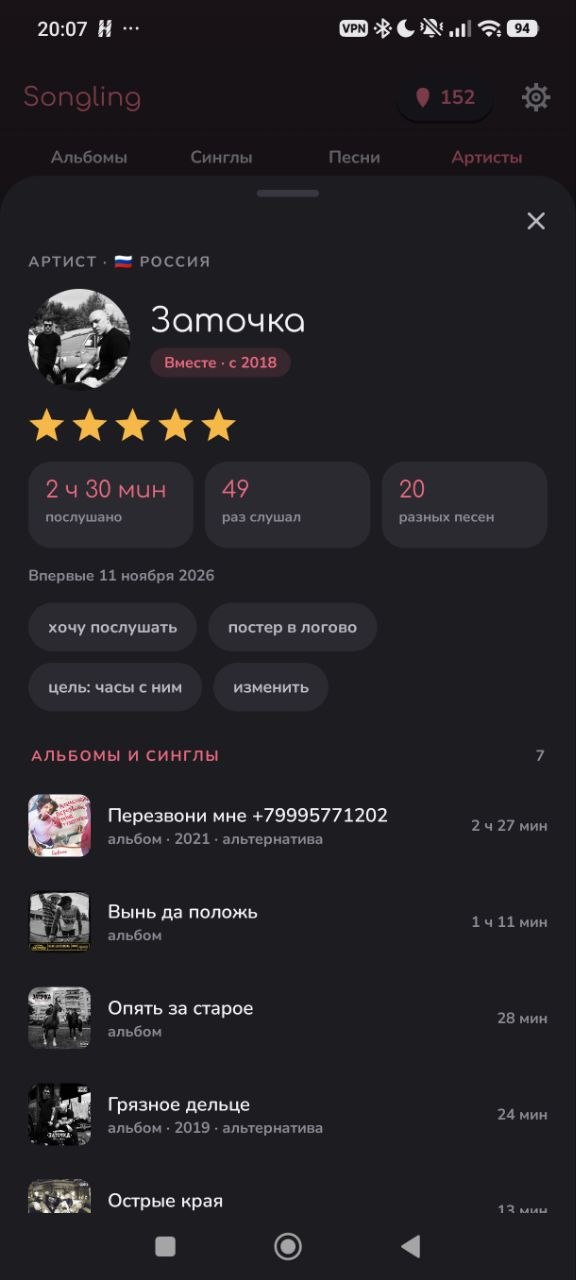 20:07
VPN
94
Songling
152
Альбомы Синглы Песни Артисты
АРТИСТ · РОССИЯ
Заточка
Вместе · с 2018
2 ч 30 мин 49 20
послушано раз слушал разных песен
Впервые 11 ноября 2026
хочу послушать постер в логово
цель: часы с ним изменить
АЛЬБОМЫ И СИНГЛЫ 7
Перезвони мне +79995771202
альбом · 2021 · альтернатива
2 ч 27 мин
Вынь да положь
альбом
1 ч 11 мин
Опять за старое
альбом
28 мин
Грязное дельце
альбом · 2019 · альтернатива
24 мин
Острые края
13 мин